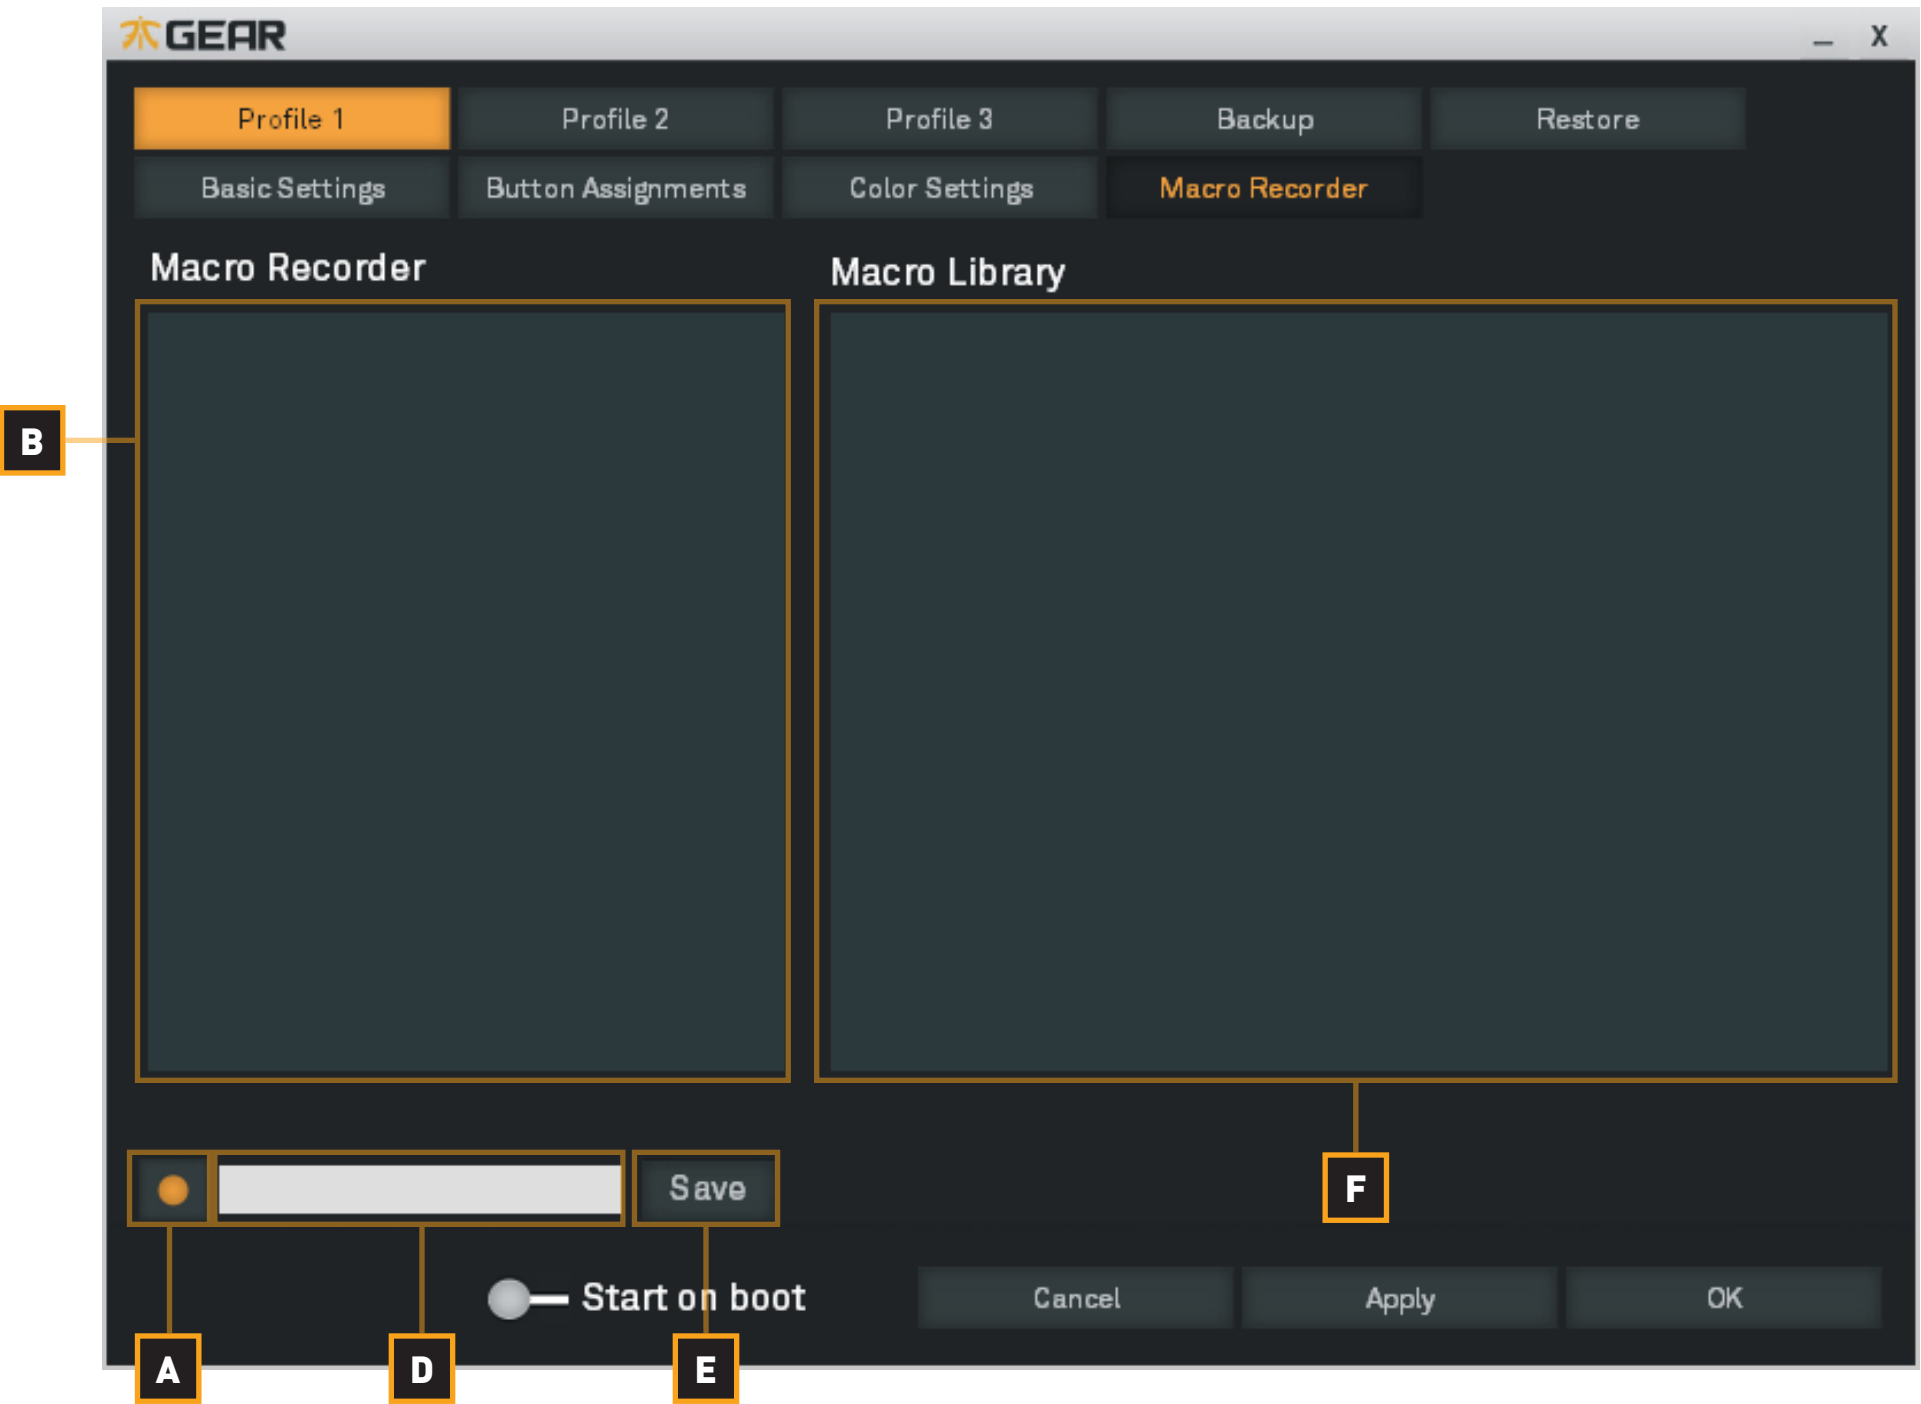 GEAR
_ X
Profile 1 Profile 2 Profile 3 Backup Restore
Basic Settings Button Assignments Color Settings Macro Recorder
Macro Recorder Macro Library
B
Save
F
Start on boot Cancel Apply OK
A D E